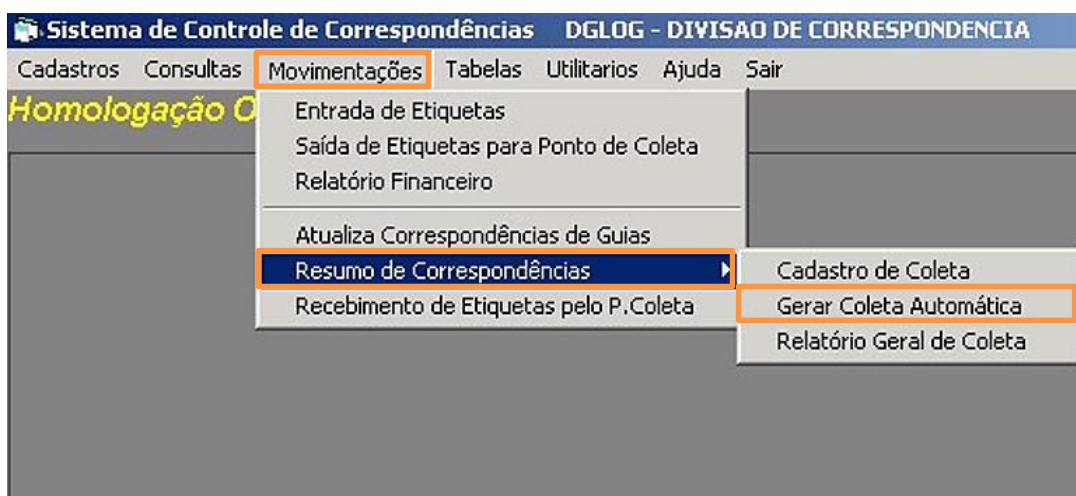 Sistema de Controle de Correspondências DGLOG - DIVISAO DE CORRESPONDENCIA
Cadastros Consultas Movimentações Tabelas Utilitarios Ajuda Sair
Homologação O
Entrada de Etiquetas
Saída de Etiquetas para Ponto de Coleta
Relatório Financeiro
Atualiza Correspondências de Guias
Resumo de Correspondências
Recebimento de Etiquetas pelo P.Coleta
Cadastro de Coleta
Gerar Coleta Automática
Relatório Geral de Coleta